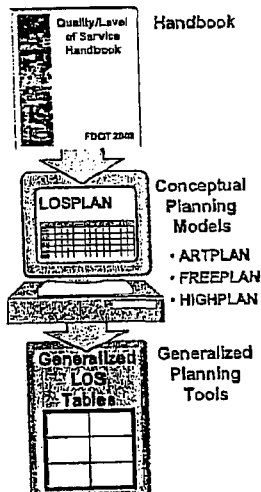 Quality/Level
of Service
Handbook
Handbook
FDOT
LOSPLAN
Conceptual
Planning
Models
• ARTPLAN
• FREEPLAN
• HIGHPLAN
Generalized
LOS
Tables
Generalized
Planning
Tools